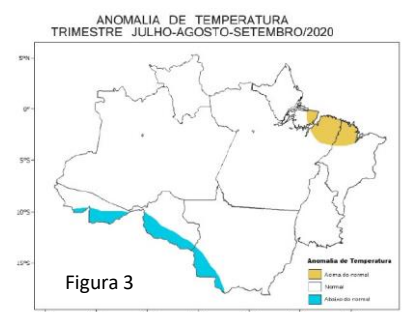 ANOMALIA DE TEMPERATURA
TRIMESTRE JULHO-AGOSTO-SETEMBRO/2020
5°N
0°
5°S
10°S
15°S
Anomalia de Temperatura
Acima do normal
Normal
Abaixo do normal
Figura 3